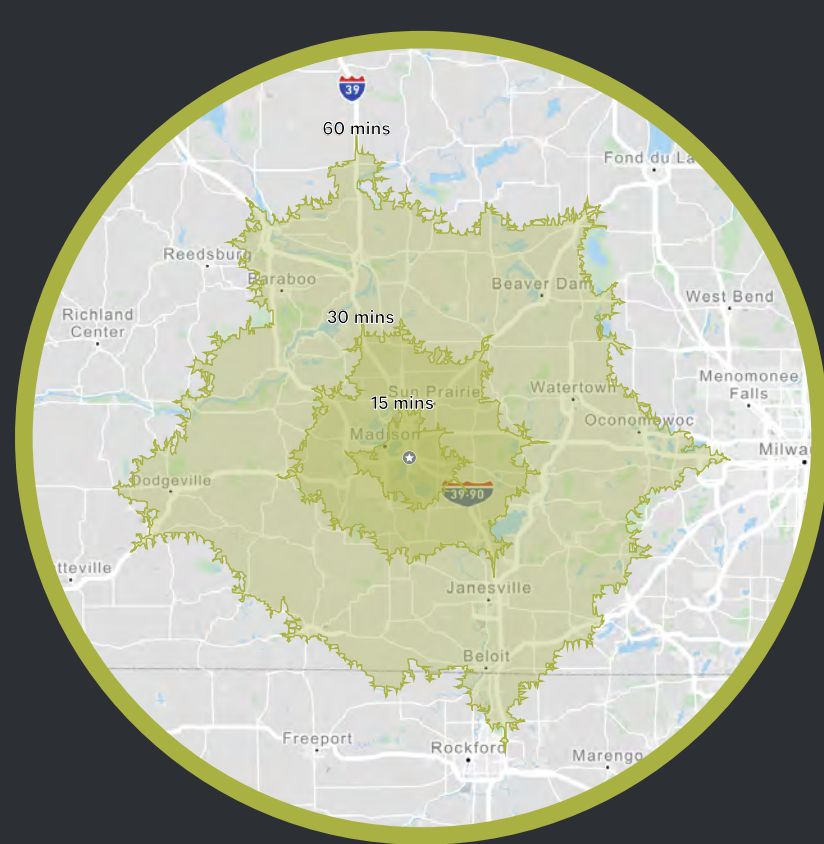 39
60 mins
Fond du La
Reedsburg
Baraboo
Beaver Dam
West Bend
Richland
Center
30 mins
Menomonee
Falls
Sun Prairie
Watertown
15 mins
Oconomowoc
Madison
Milwa
Dodgeville
39-90
tteville
Janesville
Beloit
Freeport
Rockford
Marengo